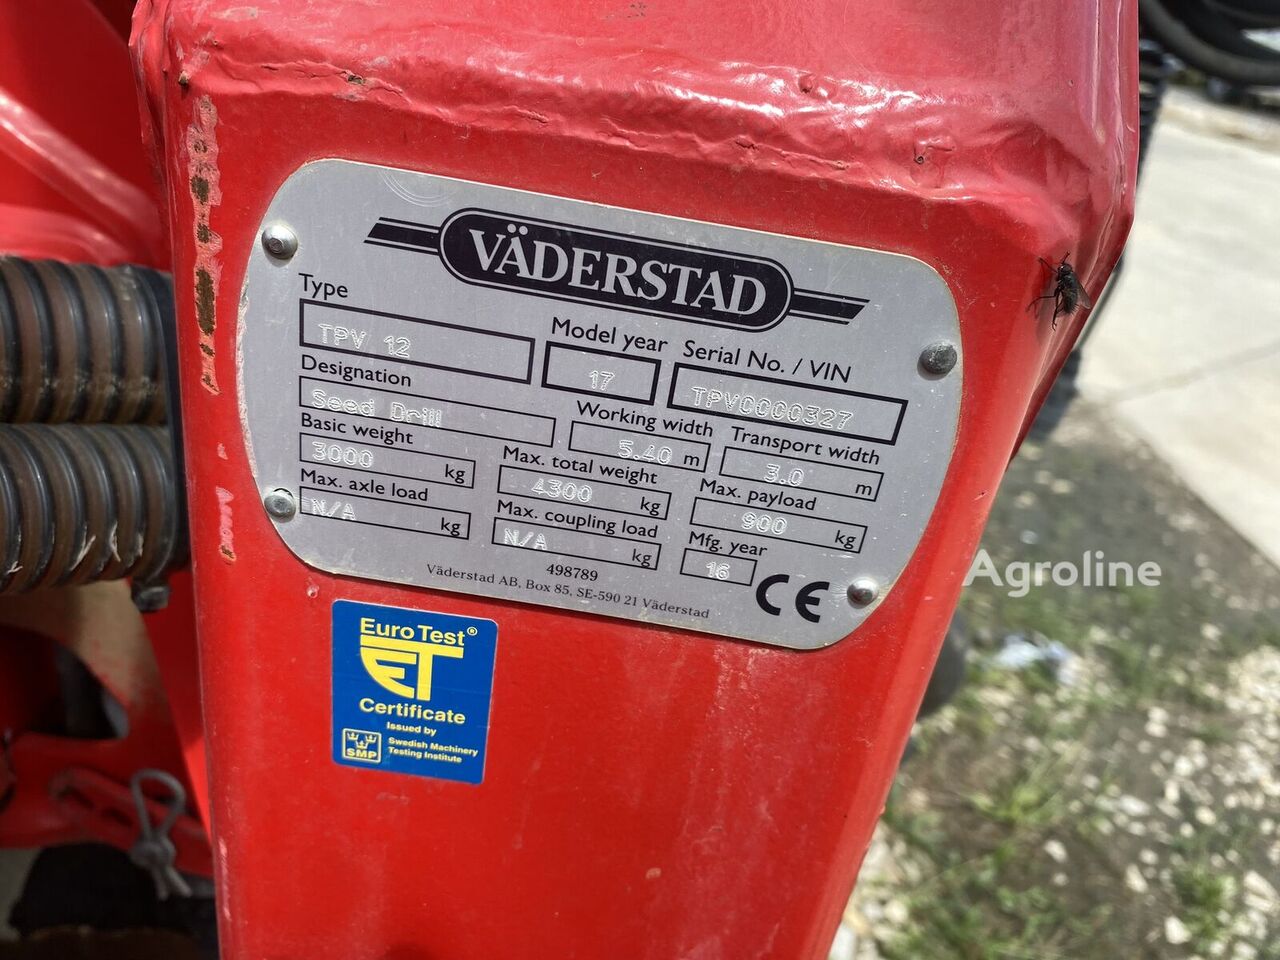 VÄDERSTAD
Type
TPV 12
Model year
17
Serial No. / VIN
TPV0000327
Designation
Seed Drill
Working width
5.40 m
Transport width
3.0 m
Basic weight
3000 kg
Max. total weight
4300 kg
Max. payload
900 kg
Max. axle load
N/A kg
Max. coupling load
N/A kg
Mfg. year
16
CE
498789
Väderstad AB, Box 85, SE-590 21 Väderstad
Euro Test®
ET
Certificate
Issued by
SMP
Swedish Machinery
Testing Institute
Agroline